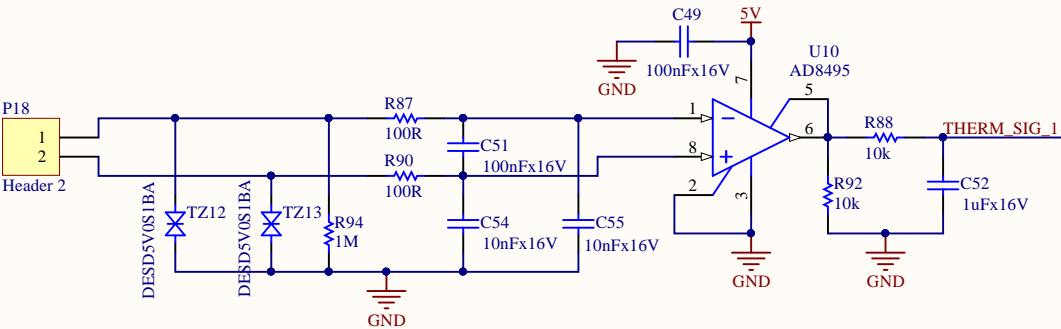 C49
5V
100nFx16V
GND
7
U10
AD8495
5
P18
1
2
Header 2
R87
100R
R90
100R
C51
100nFx16V
1
8
2
3
6
R88
10k
THERM_SIG_1
DESD5V0S1BA
TZ12
DESD5V0S1BA
TZ13
R94
1M
C54
10nFx16V
C55
10nFx16V
R92
10k
C52
1uFx16V
GND
GND
GND